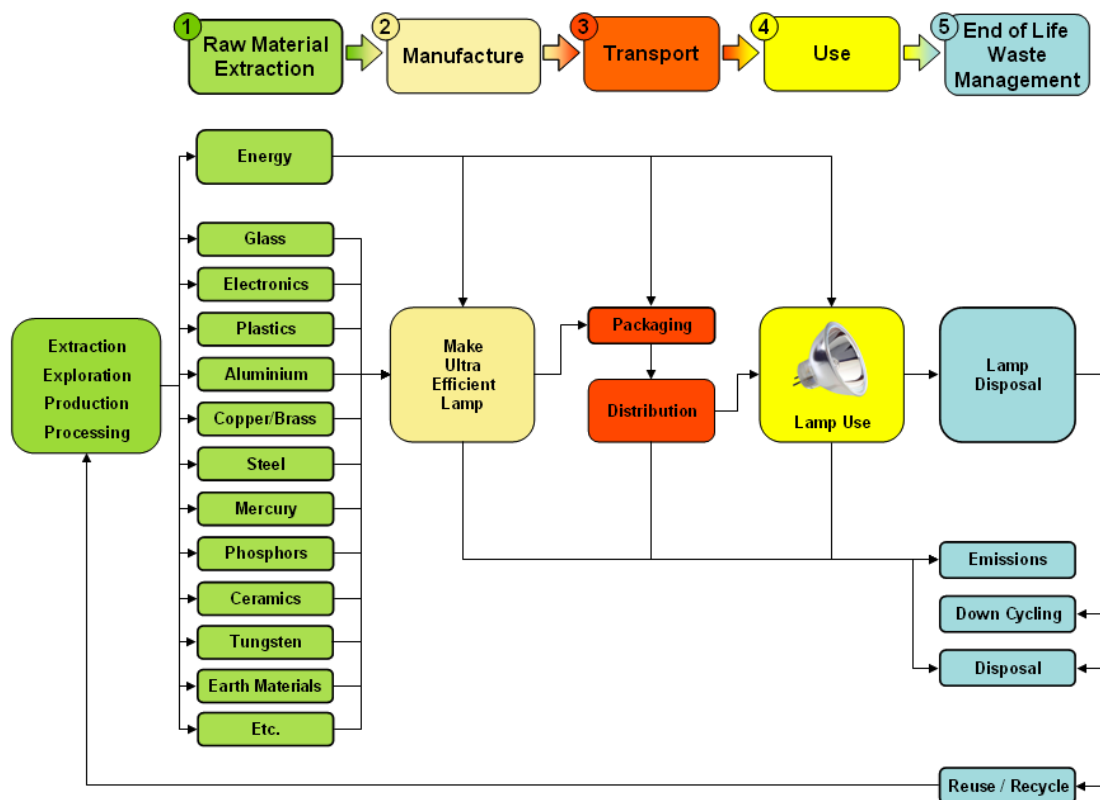 1
Raw Material
Extraction
2
Manufacture
3
Transport
4
Use
5
End of Life
Waste
Management
Energy
Glass
Electronics
Plastics
Aluminium
Copper/Brass
Steel
Mercury
Phosphors
Ceramics
Tungsten
Earth Materials
Etc.
Extraction
Exploration
Production
Processing
Make
Ultra
Efficient
Lamp
Packaging
Distribution
Lamp Use
Lamp
Disposal
Emissions
Down Cycling
Disposal
Reuse / Recycle